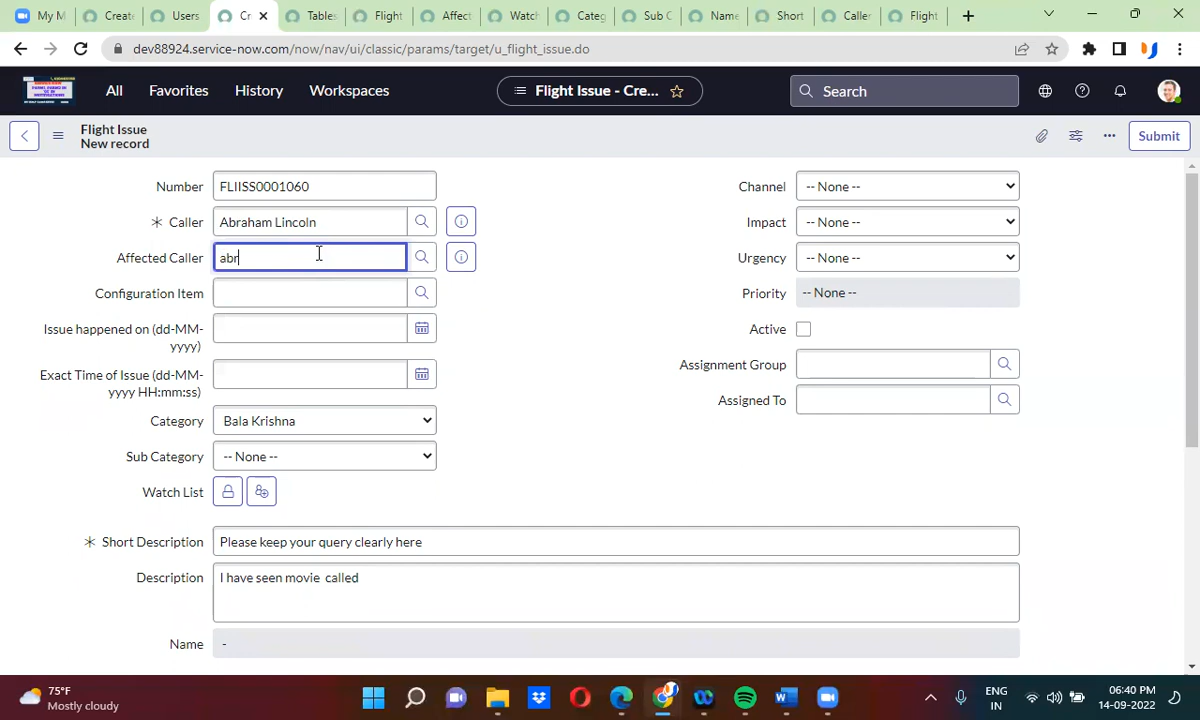 My M
Create
Users
Cr
Tables
Flight
Affect
Watch
Categ
Sub C
Name
Short
Caller
Flight
dev88924.service-now.com/now/nav/ui/classic/params/target/u_flight_issue.do
All Favorites History Workspaces
Flight Issue - Cre...
Search
Flight Issue
New record
Submit
Number FLIISS0001060
Caller Abraham Lincoln
Affected Caller abr
Configuration Item
Issue happened on (dd-MM-
yyyy)
Exact Time of Issue (dd-MM-
yyyy HH:mm:ss)
Category Bala Krishna
Sub Category -- None --
Watch List
Channel -- None --
Impact -- None --
Urgency -- None --
Priority -- None --
Active
Assignment Group
Assigned To
Short Description Please keep your query clearly here
Description I have seen movie called
Name -
75°F
Mostly cloudy
ENG
IN
06:40 PM
14-09-2022